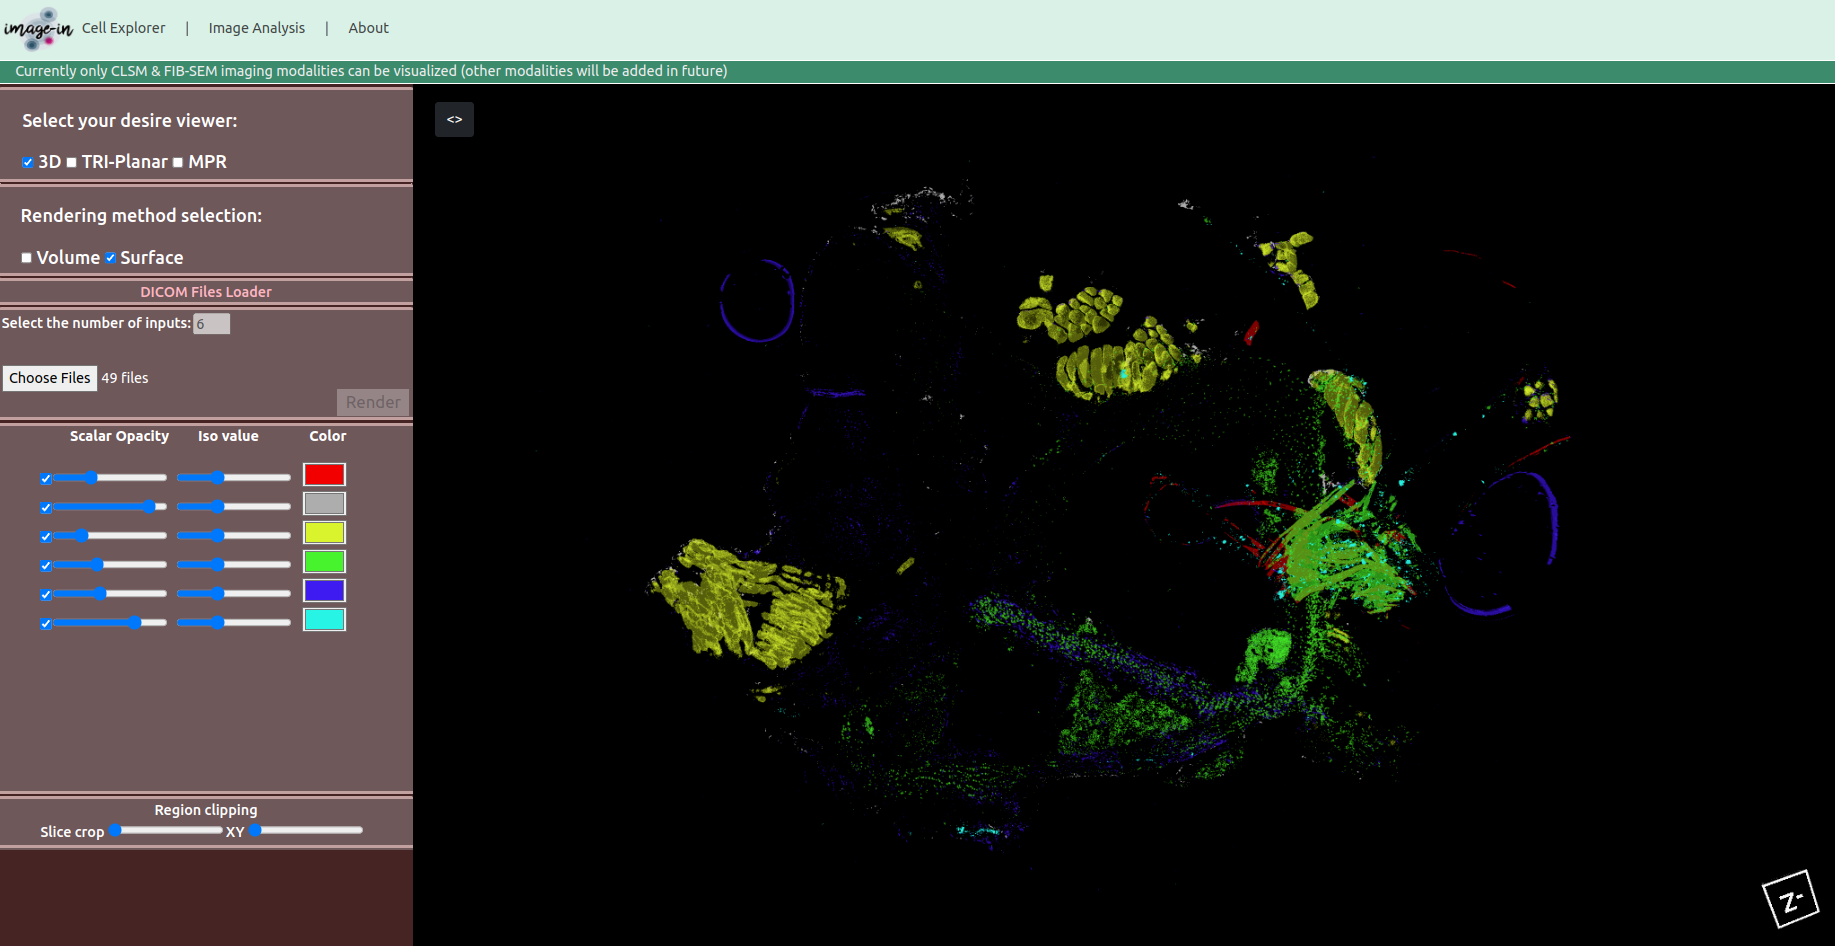 image-in Cell Explorer | Image Analysis | About
Currently only CLSM & FIB-SEM imaging modalities can be visualized (other modalities will be added in future)
<>
Select your desire viewer:
3D TRI-Planar MPR
Rendering method selection:
Volume Surface
DICOM Files Loader
Select the number of inputs: 6
Choose Files 49 files
Render
Scalar Opacity Iso value Color
Region clipping
Slice crop XY
Z-